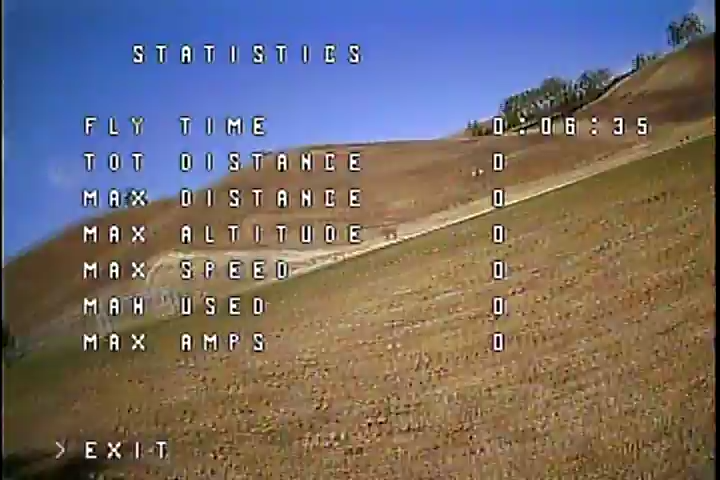 STATISTICS
FLY TIME 0:06:35
TOT DISTANCE 0
MAX DISTANCE 0
MAX ALTITUDE 0
MAX SPEED 0
MAH USED 0
MAX AMPS 0
> EXIT